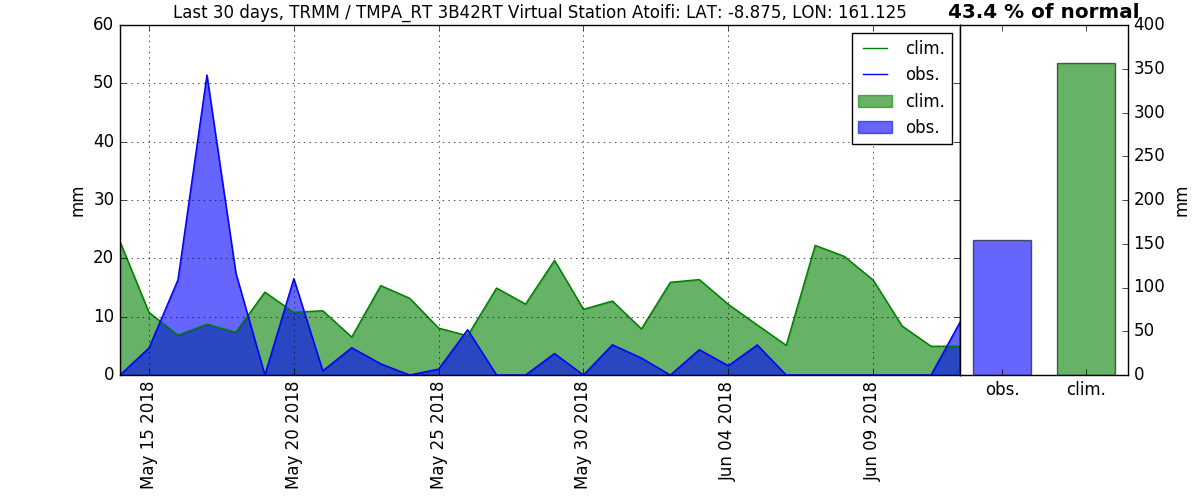 Last 30 days, TRMM / TMPA_RT 3B42RT Virtual Station Atoifi: LAT: -8.875, LON: 161.125
43.4 % of normal
60
50
40
30
20
10
0
mm
clim.
obs.
clim.
obs.
May 15 2018
May 20 2018
May 25 2018
May 30 2018
Jun 04 2018
Jun 09 2018
400
350
300
250
200
150
100
50
0
mm
obs.
clim.